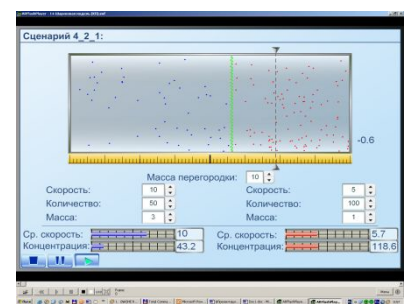 Сценарий 4_2_1:
-0.6
Масса перегородки: 10
Скорость: 10 Скорость: 5
Количество: 50 Количество: 100
Масса: 3 Масса: 1
Ср. скорость: 10 Ср. скорость: 5.7
Концентрация: 43.2 Концентрация: 118.6